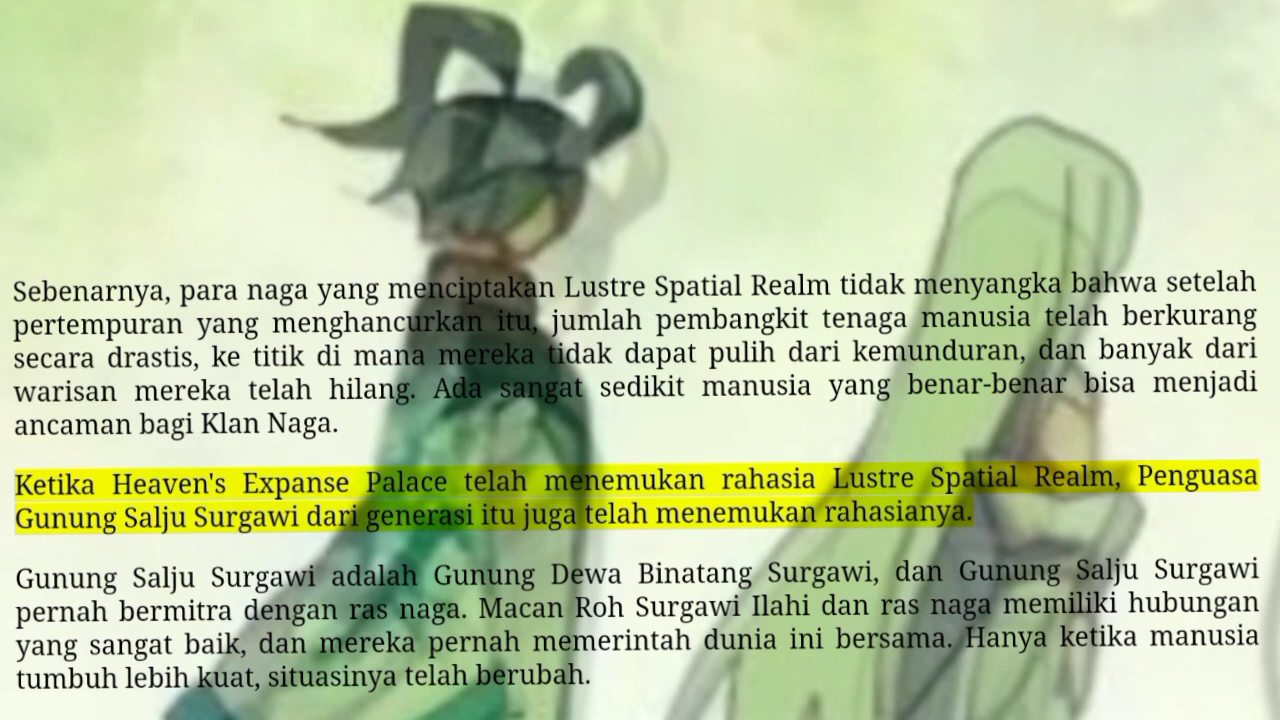 Sebenarnya, para naga yang menciptakan Lustre Spatial Realm tidak menyangka bahwa setelah
pertempuran yang menghancurkan itu, jumlah pembangkit tenaga manusia telah berkurang
secara drastis, ke titik di mana mereka tidak dapat pulih dari kemunduran, dan banyak dari
warisan mereka telah hilang. Ada sangat sedikit manusia yang benar-benar bisa menjadi
ancaman bagi Klan Naga.
Ketika Heaven's Expanse Palace telah menemukan rahasia Lustre Spatial Realm, Penguasa
Gunung Salju Surgawi dari generasi itu juga telah menemukan rahasianya.
Gunung Salju Surgawi adalah Gunung Dewa Binatang Surgawi, dan Gunung Salju Surgawi
pernah bermitra dengan ras naga. Macan Roh Surgawi Ilahi dan ras naga memiliki hubungan
yang sangat baik, dan mereka pernah memerintah dunia ini bersama. Hanya ketika manusia
tumbuh lebih kuat, situasinya telah berubah.